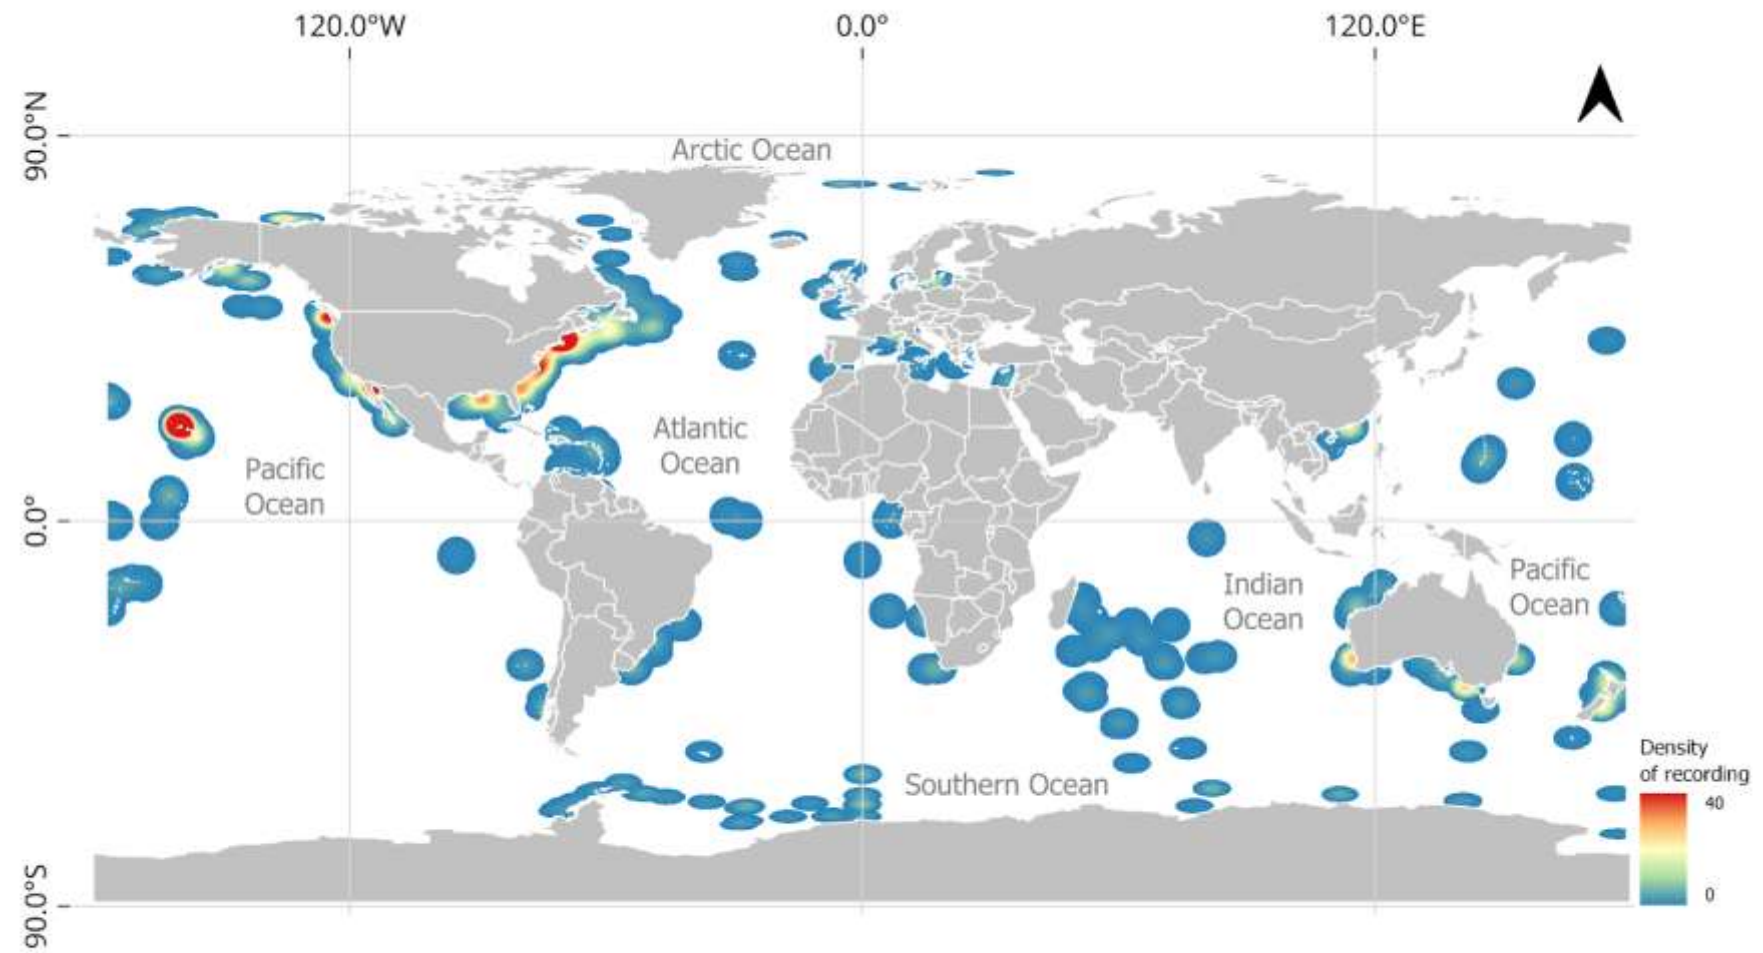 120.0°W
0.0°
120.0°E
90.0°N
Arctic Ocean
Atlantic
Ocean
Pacific
Ocean
0.0°
Indian
Ocean
Pacific
Ocean
Southern Ocean
Density
of recording
40
0
90.0°S